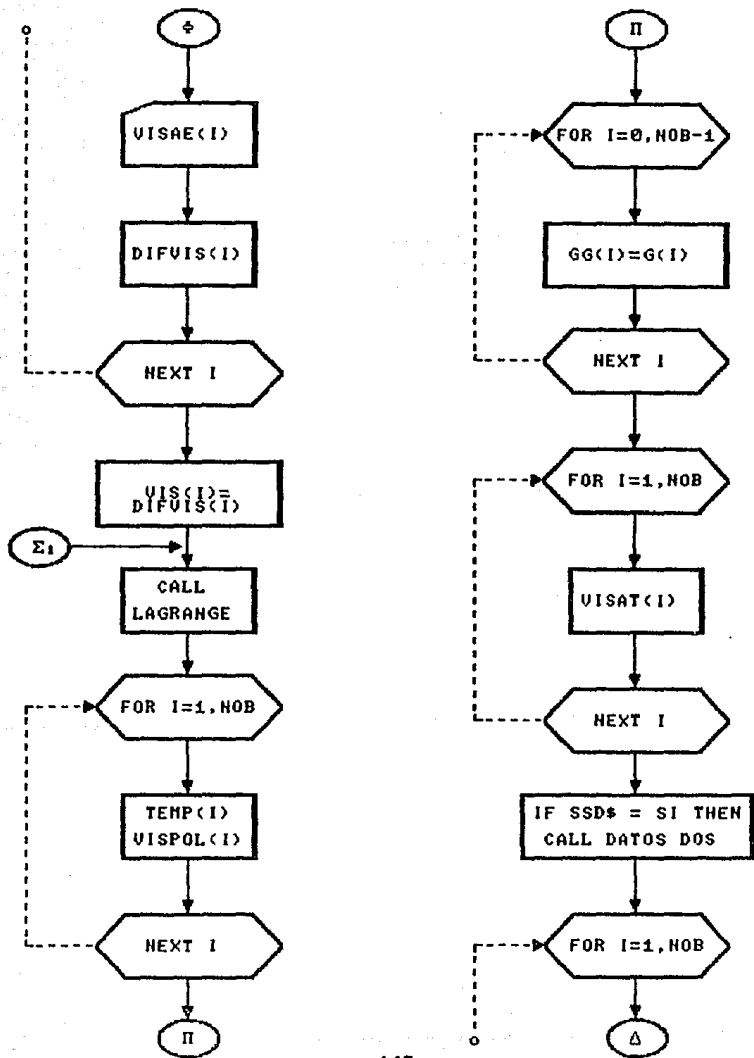 Φ
VISAE(I)
DIFVIS(I)
NEXT I
VIS(I)=
DIFVIS(I)
Σ1
CALL
LAGRANGE
FOR I=1,NOB
TEMP(I)
VISPOL(I)
NEXT I
Π
Π
FOR I=0,NOB-1
GG(I)=G(I)
NEXT I
FOR I=1,NOB
VISAT(I)
NEXT I
IF SSD$ = SI THEN
CALL DATOS DOS
FOR I=1,NOB
Δ